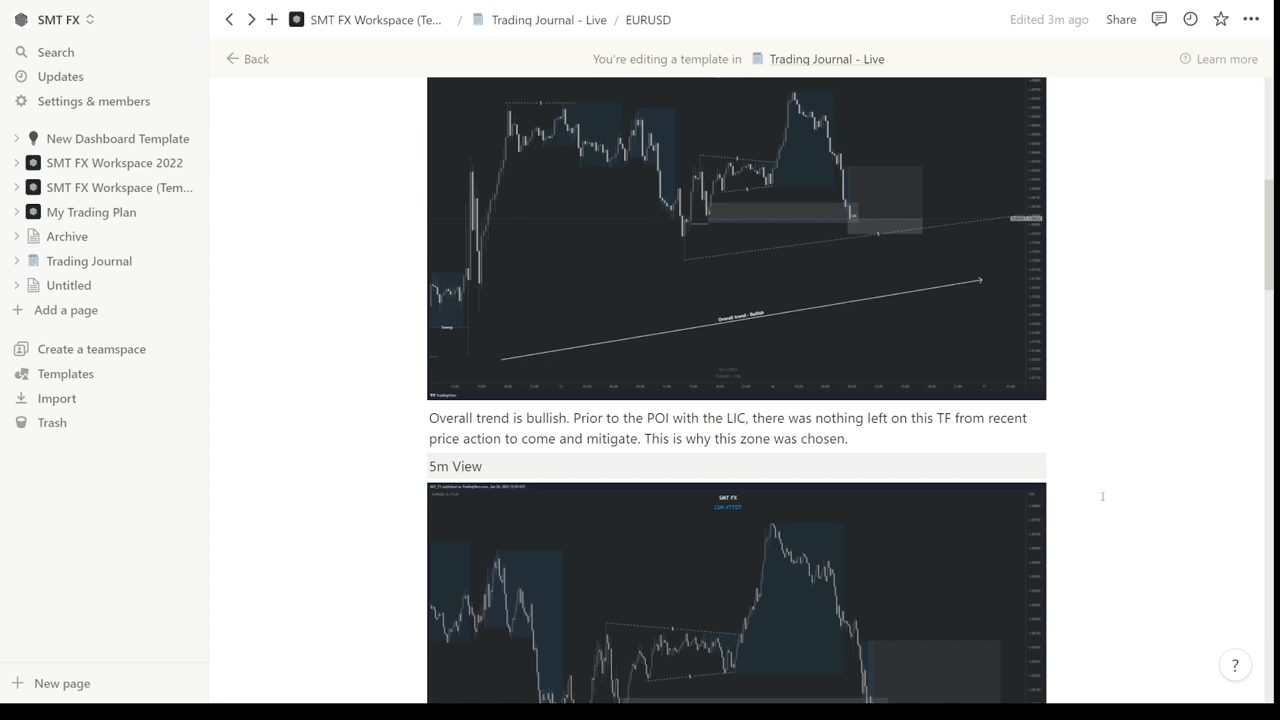 SMT FX
SMT FX Workspace (Te... / Trading Journal - Live / EURUSD
Edited 3m ago
Share
Search
Updates
Settings & members
Back
You're editing a template in Trading Journal - Live
Learn more
New Dashboard Template
SMT FX Workspace 2022
SMT FX Workspace (Tem...
My Trading Plan
Archive
Trading Journal
Untitled
Add a page
Create a teamspace
Templates
Import
Trash
New page
Sweep
Overall trend - Bullish
TradingView
Overall trend is bullish. Prior to the POI with the LIC, there was nothing left on this TF from recent
price action to come and mitigate. This is why this zone was chosen.
5m View
SMT FX
?